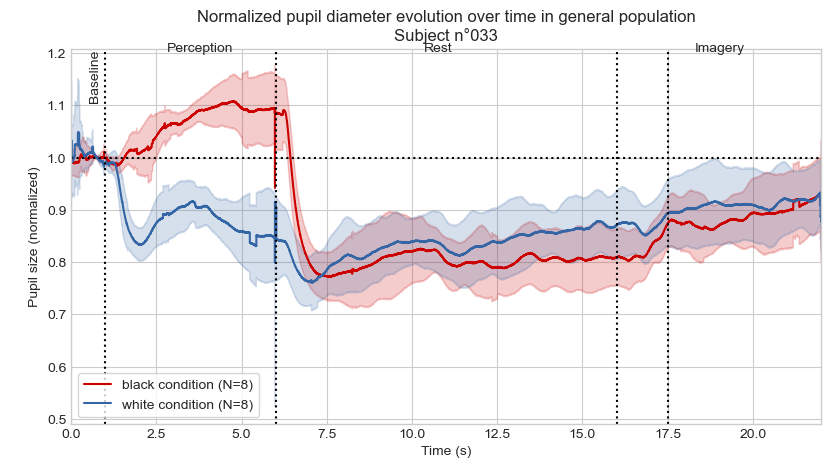 Normalized pupil diameter evolution over time in general population
Subject n°033
Baseline
Perception
Rest
Imagery
1.2
1.1
1.0
0.9
0.8
0.7
0.6
0.5
Pupil size (normalized)
black condition (N=8)
white condition (N=8)
0.0 2.5 5.0 7.5 10.0 12.5 15.0 17.5 20.0
Time (s)